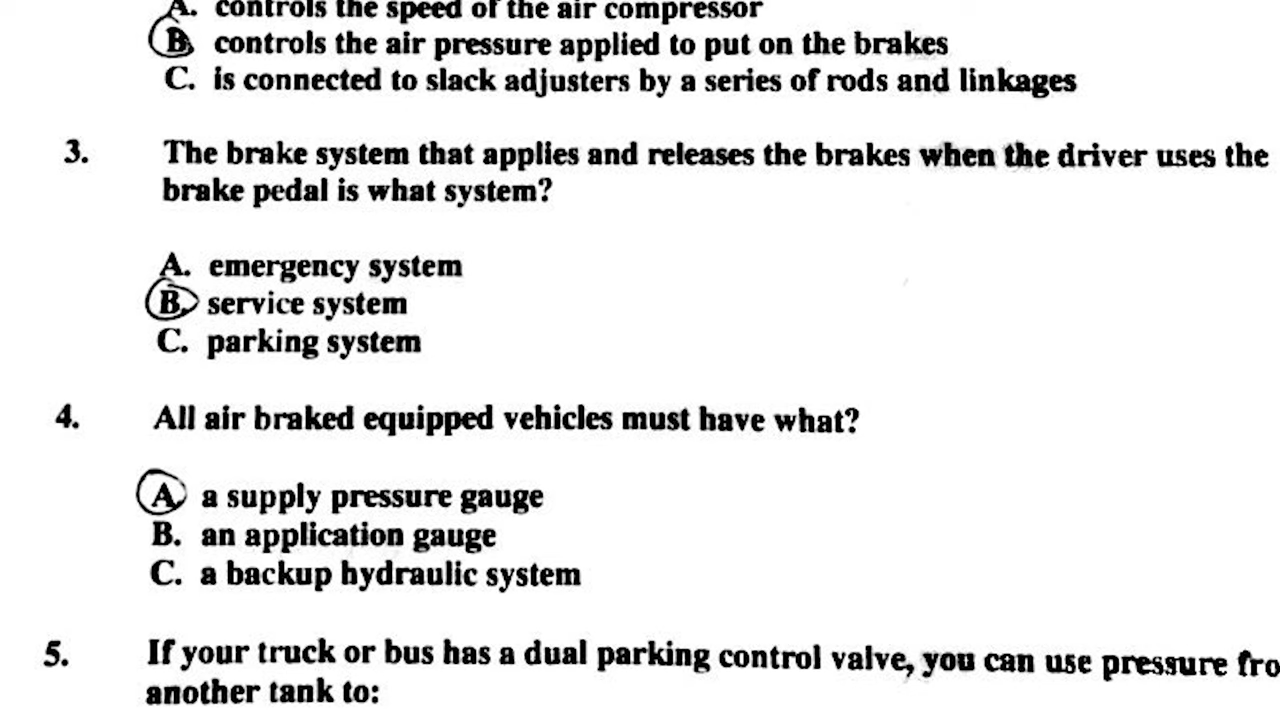 A. controls the speed of the air compressor
B. controls the air pressure applied to put on the brakes
C. is connected to slack adjusters by a series of rods and linkages
3. The brake system that applies and releases the brakes when the driver uses the
brake pedal is what system?
A. emergency system
B. service system
C. parking system
4. All air braked equipped vehicles must have what?
A a supply pressure gauge
B. an application gauge
C. a backup hydraulic system
5. If your truck or bus has a dual parking control valve, you can use pressure fro
another tank to: